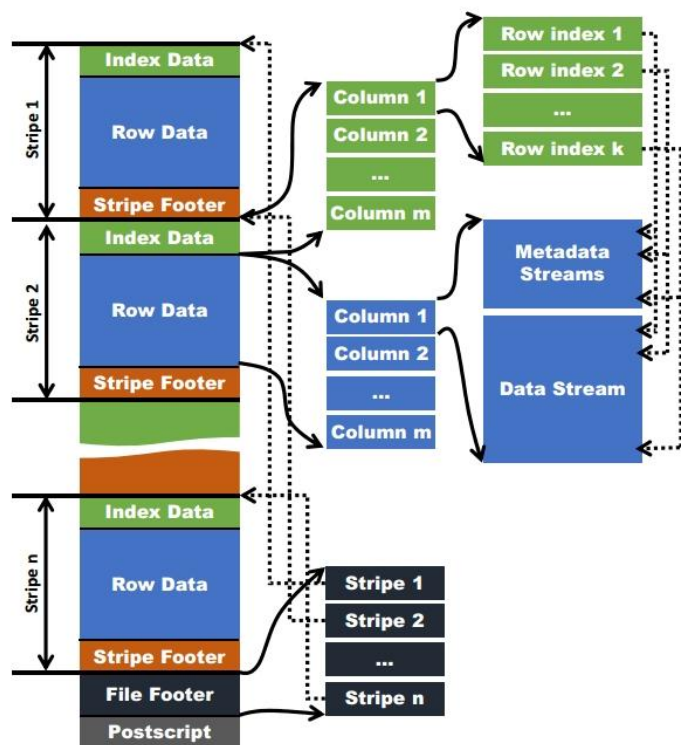 Stripe 1
Index Data
Row Data
Stripe Footer
Stripe 2
Index Data
Row Data
Stripe Footer
Stripe n
Index Data
Row Data
Stripe Footer
File Footer
Postscript
Column 1
Column 2
...
Column m
Row index 1
Row index 2
...
Row index k
Column 1
Column 2
...
Column m
Metadata
Streams
Data Stream
Stripe 1
Stripe 2
...
Stripe n